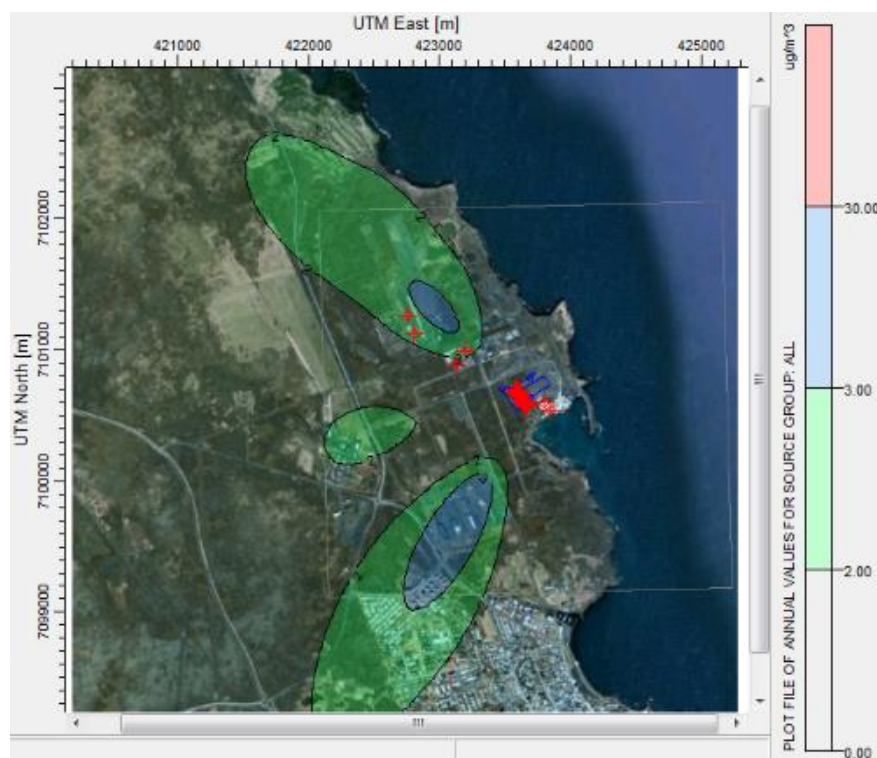 UTM East [m]
421000 422000 423000 424000 425000
UTM North [m]
7102000
7101000
7100000
7099000
ug/m^3
30.00
3.00
2.00
0.00
PLOT FILE OF ANNUAL VALUES FOR SOURCE GROUP: ALL